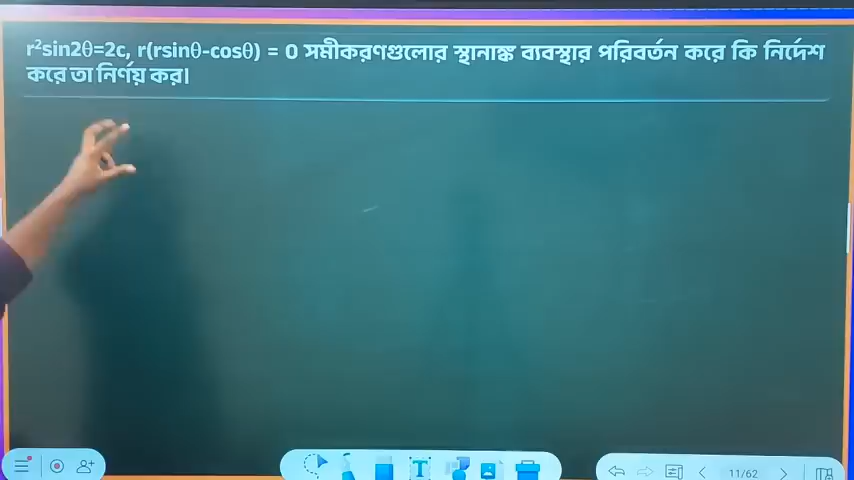 r²sin2θ=2c, r(rsinθ-cosθ) = 0 সমীকরণগুলোর স্থানাঙ্ক ব্যবস্থার পরিবর্তন করে কি নির্দেশ
করে তা নির্ণয় কর।
11/62